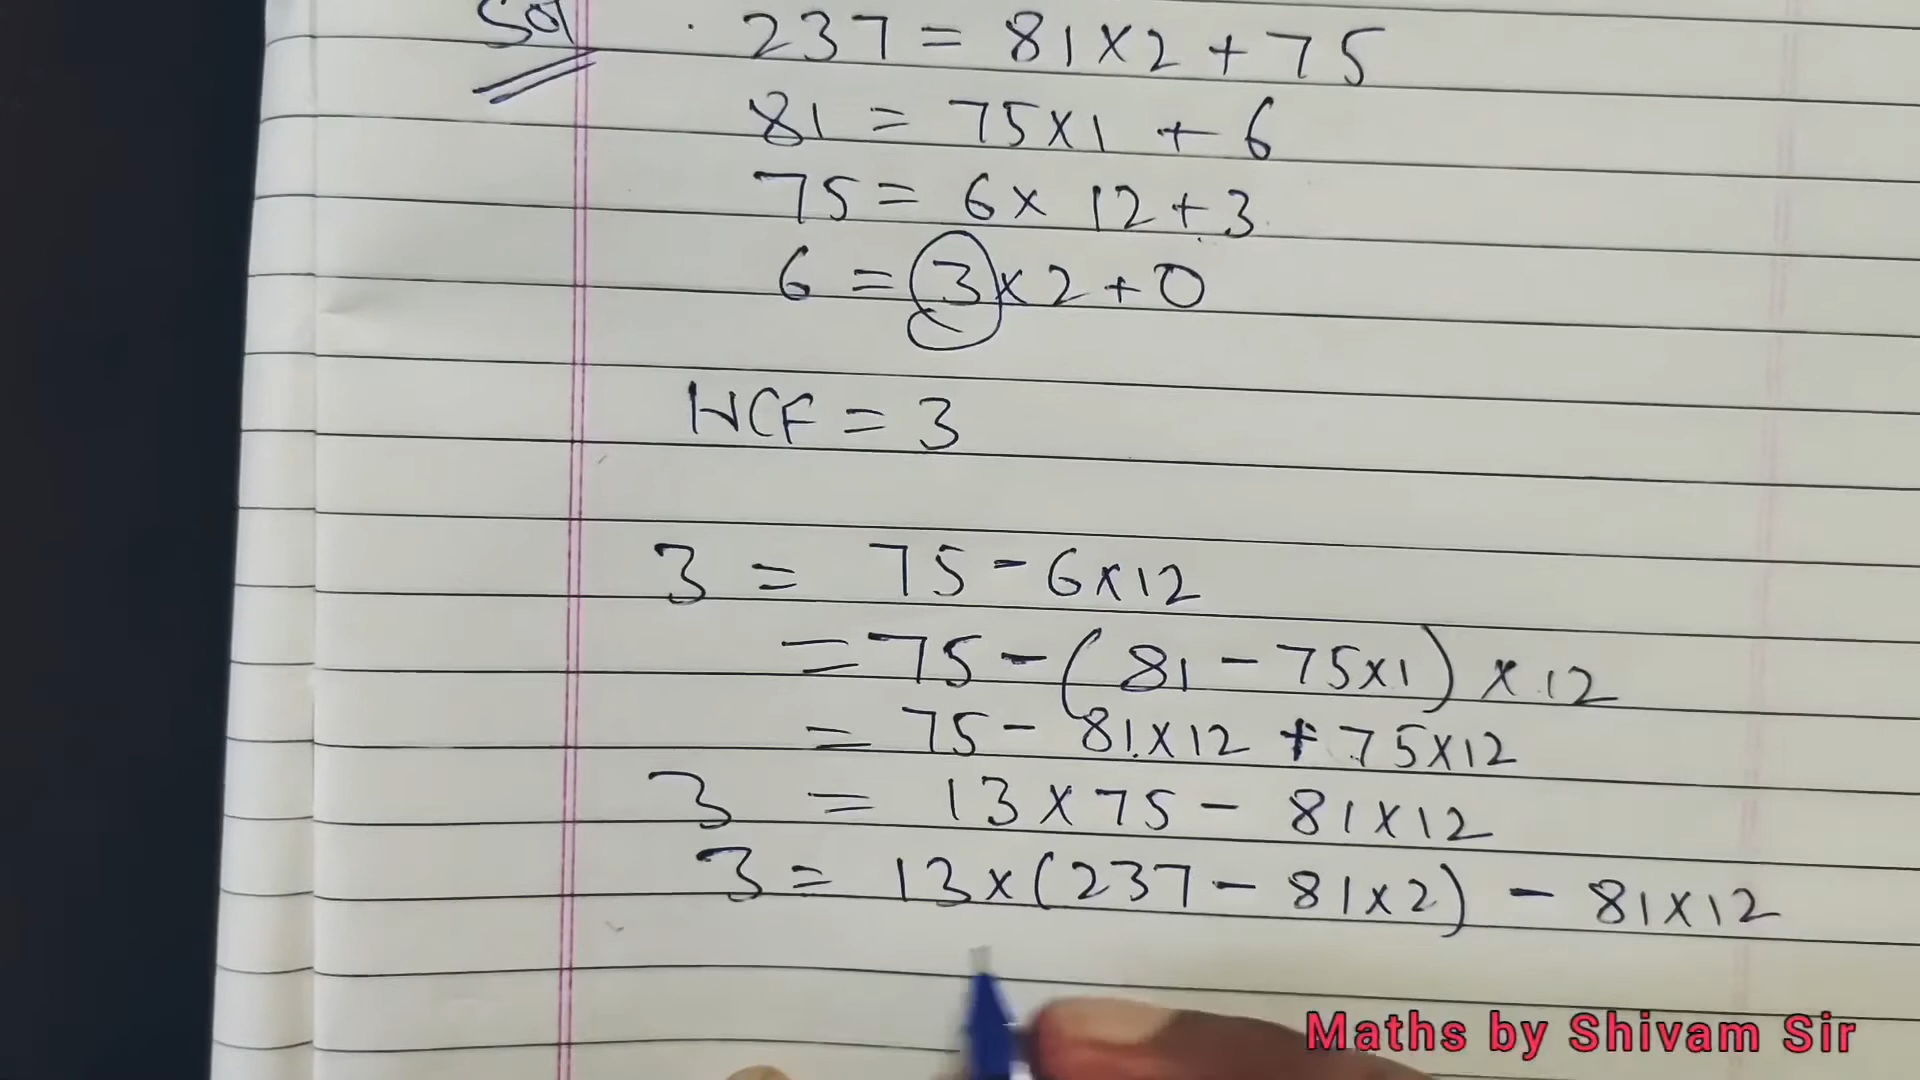 Sol
237 = 81×2 + 75
81 = 75×1 + 6
75 = 6× 12+3
6 = 3×2+0
HCF = 3
3 = 75 - 6×12
= 75 - (81 - 75×1) × 12
= 75 - 81×12 + 75×12
3 = 13×75 - 81×12
3 = 13×(237 - 81×2) - 81×12
Maths by Shivam Sir